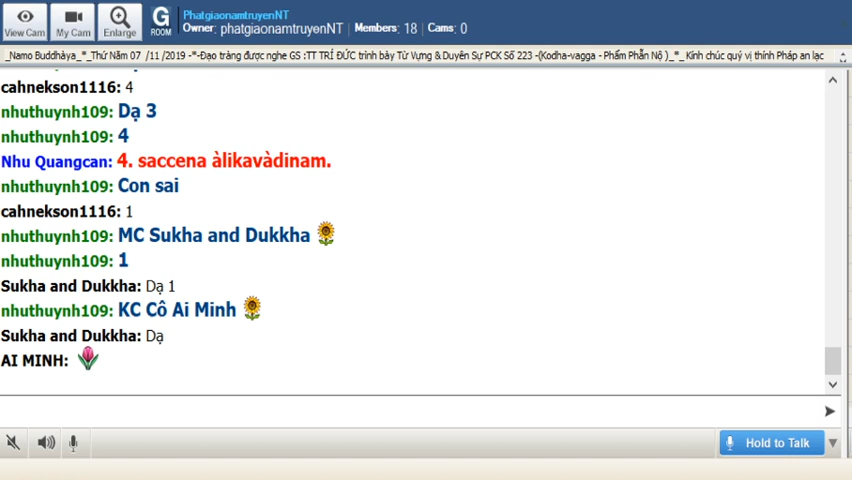 View Cam
My Cam
Enlarge
G
ROOM
PhatgiaonamtruyenNT
Owner: phatgiaonamtruyenNT
Members: 18
Cams: 0
_Namo Buddhàya_*_Thứ Năm 07 /11 /2019 -*-Đạo tràng được nghe GS :TT TRÍ ĐỨC trình bày Từ Vựng & Duyên Sự PCK Số 223 -(Kodha-vagga - Phẩm Phẫn Nộ )_*_ Kính chúc quý vị thính Pháp an lạc
cahnekson1116: 4
nhuthuynh109: Dạ 3
nhuthuynh109: 4
Nhu Quangcan: 4. saccena àlikavàdinam.
nhuthuynh109: Con sai
cahnekson1116: 1
nhuthuynh109: MC Sukha and Dukkha
nhuthuynh109: 1
Sukha and Dukkha: Dạ 1
nhuthuynh109: KC Cô Ai Minh
Sukha and Dukkha: Dạ
AI MINH:
Hold to Talk